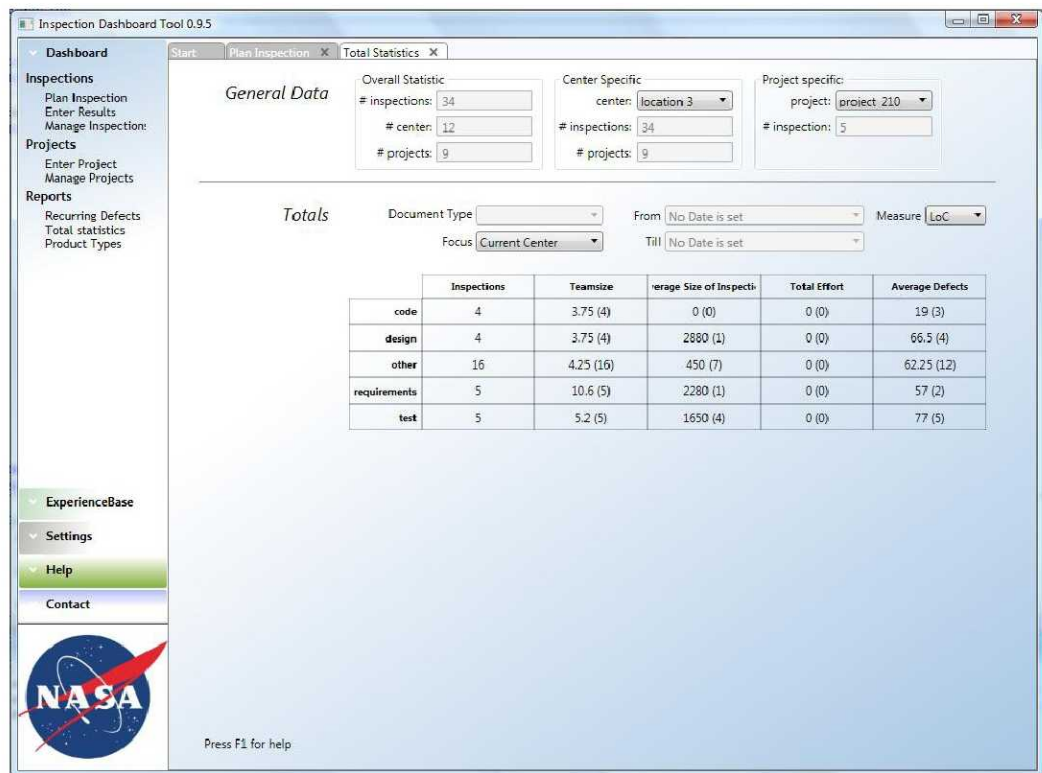 Inspection Dashboard Tool 0.9.5
Dashboard
Inspections
Plan Inspection
Enter Results
Manage Inspection
Projects
Enter Project
Manage Projects
Reports
Recurring Defects
Total statistics
Product Types
ExperienceBase
Settings
Help
Contact
NASA
Start Plan Inspection X Total Statistics X
General Data
Overall Statistic
# inspections: 34
# center: 12
# projects: 9
Center Specific
center: location 3
# inspections: 34
# projects: 9
Project specific:
project: project 210
# inspection: 5
Totals
Document Type From No Date is set Measure LoC
Focus Current Center Till No Date is set
Inspections Teamsize erage Size of Inspecti Total Effort Average Defects
code 4 3.75 (4) 0 (0) 0 (0) 19 (3)
design 4 3.75 (4) 2880 (1) 0 (0) 66.5 (4)
other 16 4.25 (16) 450 (7) 0 (0) 62.25 (12)
requirements 5 10.6 (5) 2280 (1) 0 (0) 57 (2)
test 5 5.2 (5) 1650 (4) 0 (0) 77 (5)
Press F1 for help